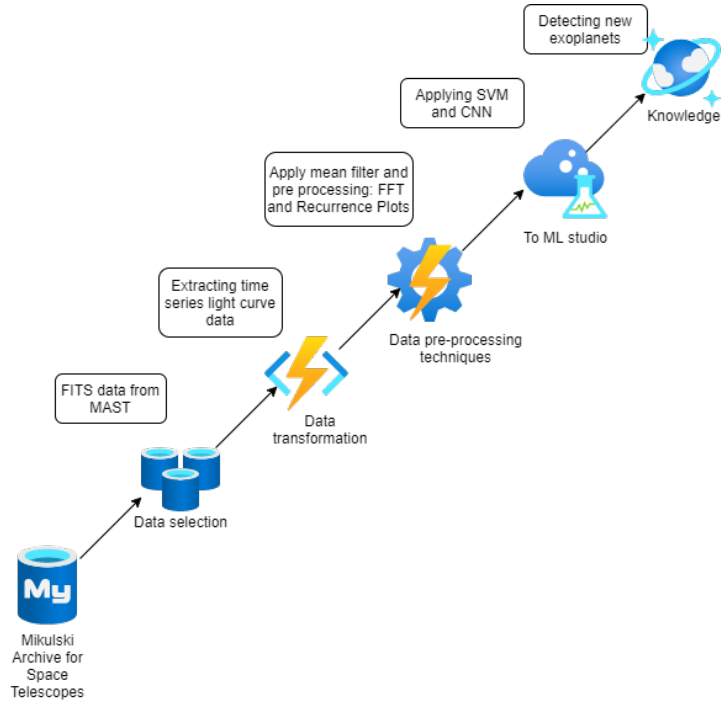 Detecting new
exoplanets
Knowledge
Applying SVM
and CNN
To ML studio
Apply mean filter and
pre processing: FFT
and Recurrence Plots
Data pre-processing
techniques
Extracting time
series light curve
data
Data
transformation
FITS data from
MAST
Data selection
My
Mikulski
Archive for
Space
Telescopes